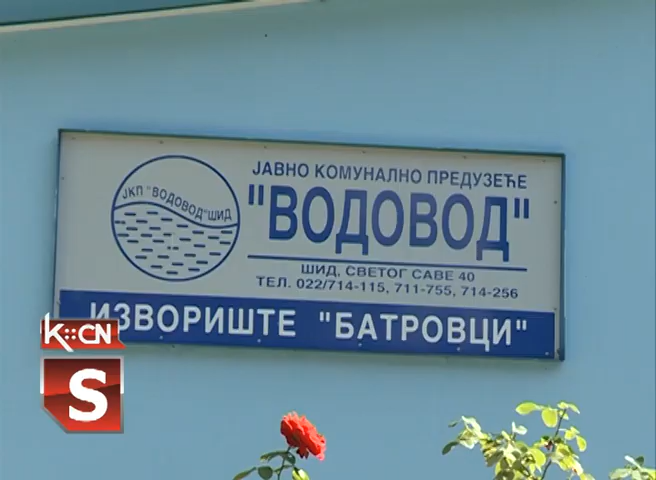 ЈАВНО КОМУНАЛНО ПРЕДУЗЕЋЕ
"ВОДОВОД"
ЈКП "ВОДОВОД" ШИД
ШИД, СВЕТОГ САВЕ 40
ТЕЛ. 022/714-115, 711-755, 714-256
ИЗВОРИШТЕ "БАТРОВЦИ"
K::CN
S